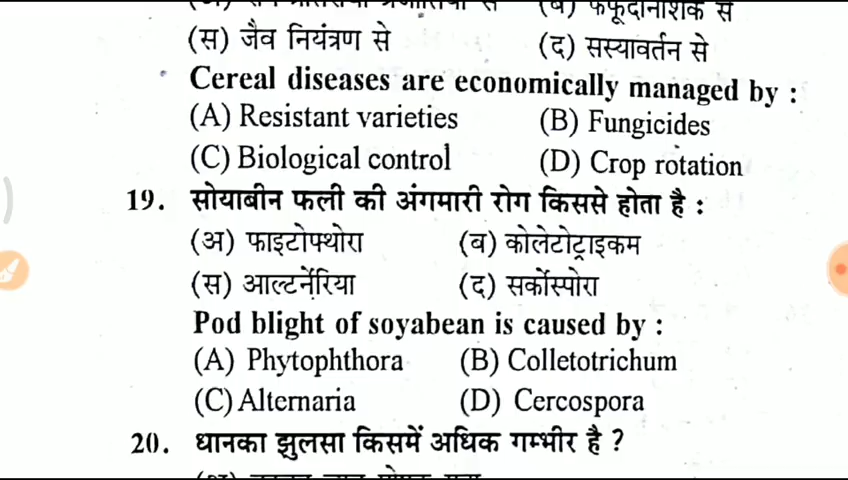 (ब) फफूंदीनाशक से
(स) जैव नियंत्रण से (द) सस्यावर्तन से
Cereal diseases are economically managed by :
(A) Resistant varieties (B) Fungicides
(C) Biological control (D) Crop rotation
19. सोयाबीन फली की अंगमारी रोग किससे होता है :
(अ) फाइटोफ्थोरा (ब) कोलेटोट्राइकम
(स) आल्टर्नेरिया (द) सर्कोस्पोरा
Pod blight of soyabean is caused by :
(A) Phytophthora (B) Colletotrichum
(C) Alternaria (D) Cercospora
20. धानका झुलसा किसमें अधिक गम्भीर है ?